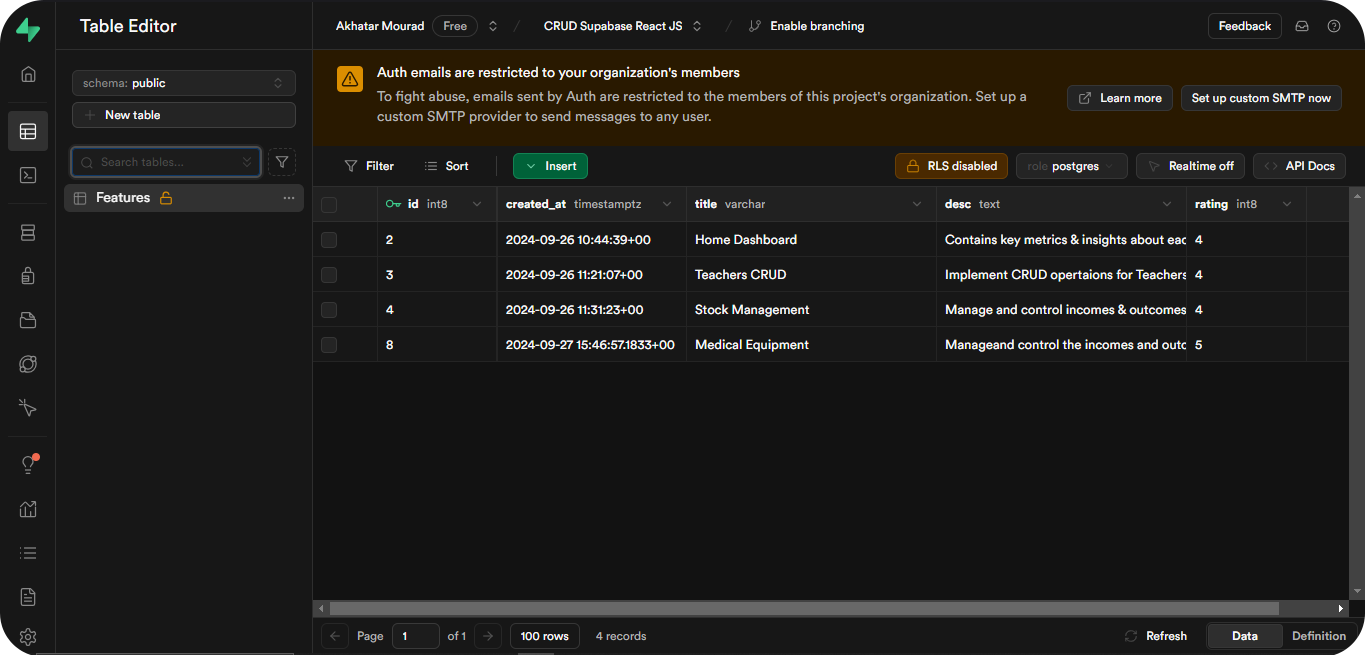 Table Editor
Akhatar Mourad Free / CRUD Supabase React JS / Enable branching Feedback
Auth emails are restricted to your organization's members
To fight abuse, emails sent by Auth are restricted to the members of this project's organization. Set up a
custom SMTP provider to send messages to any user.
Learn more Set up custom SMTP now
schema: public
New table
Search tables...
Features
Filter Sort Insert RLS disabled role postgres Realtime off API Docs
id int8 created_at timestamptz title varchar desc text rating int8
2 2024-09-26 10:44:39+00 Home Dashboard Contains key metrics & insights about eac 4
3 2024-09-26 11:21:07+00 Teachers CRUD Implement CRUD opertaions for Teachers 4
4 2024-09-26 11:31:23+00 Stock Management Manage and control incomes & outcomes 4
8 2024-09-27 15:46:57.1833+00 Medical Equipment Manageand control the incomes and outc 5
Page 1 of 1 100 rows 4 records Refresh Data Definition